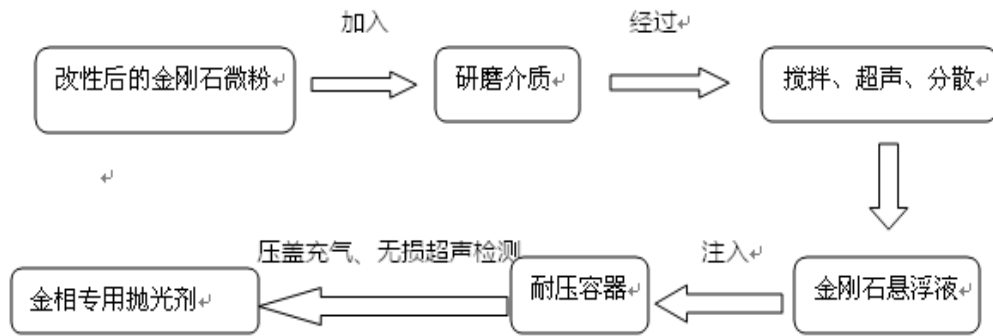 加入
经过
改性后的金刚石微粉
研磨介质
搅拌、超声、分散
压盖充气、无损超声检测
注入
金相专用抛光剂
耐压容器
金刚石悬浮液